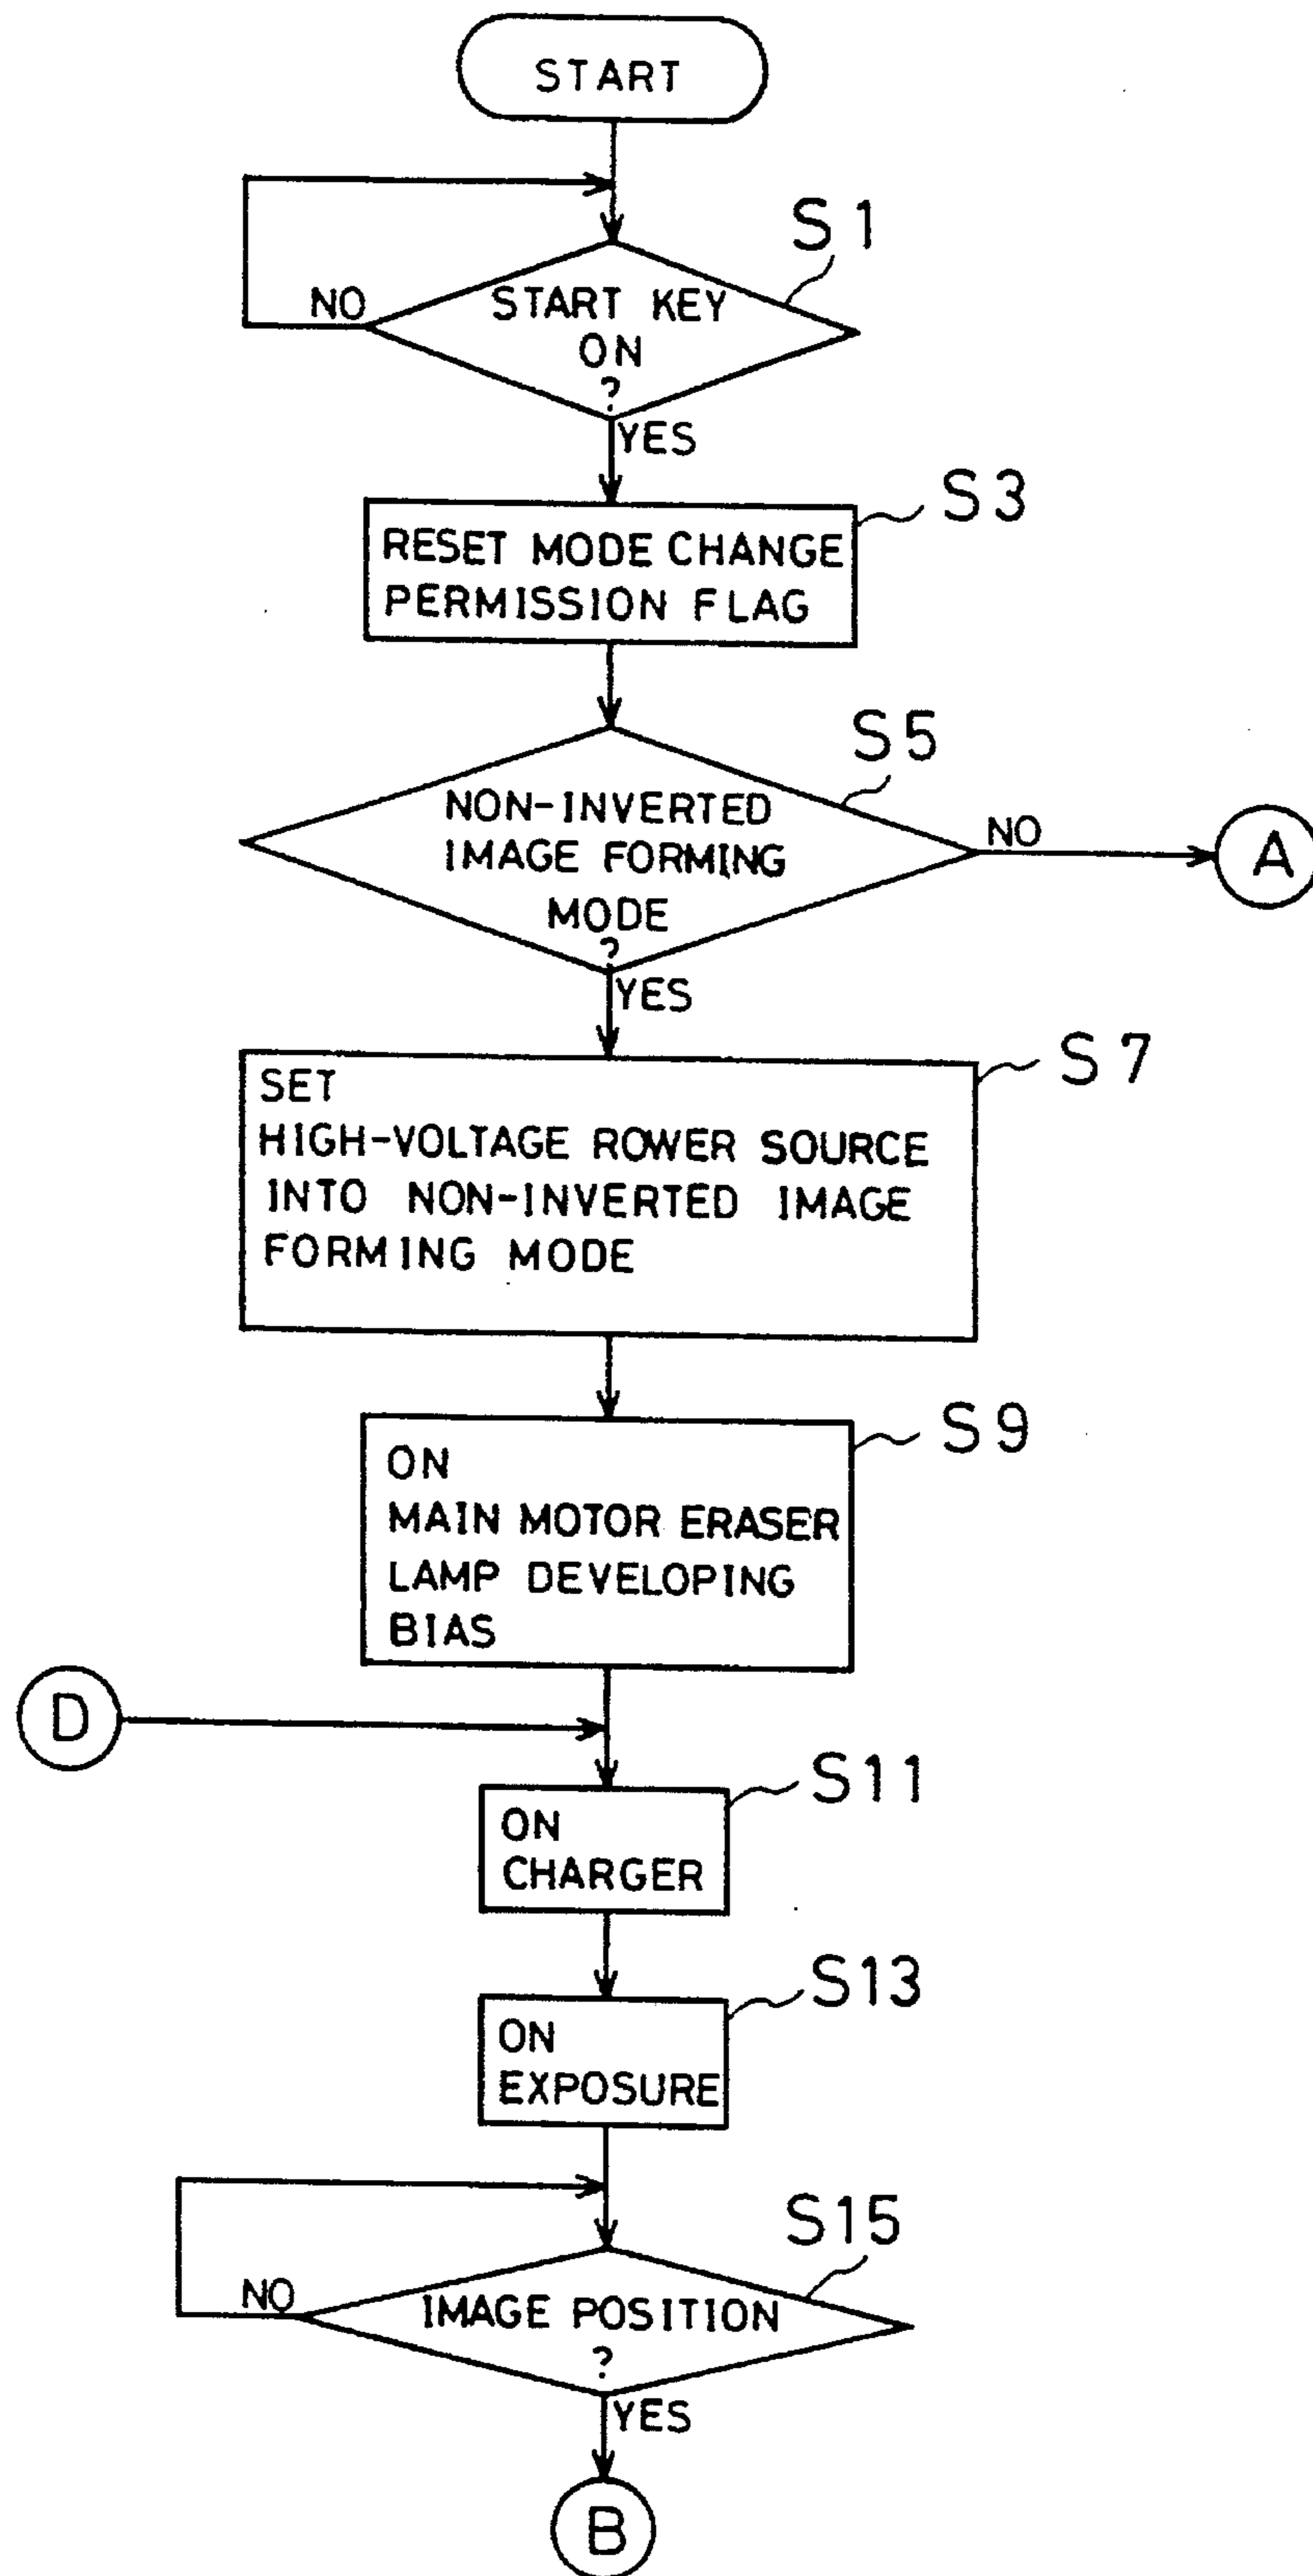 START
S1
START KEY
ON
?
NO
YES
S3
RESET MODE CHANGE
PERMISSION FLAG
S5
NON-INVERTED
IMAGE FORMING
MODE
?
NO
A
YES
S7
SET
HIGH-VOLTAGE ROWER SOURCE
INTO NON-INVERTED IMAGE
FORMING MODE
S9
ON
MAIN MOTOR ERASER
LAMP DEVELOPING
BIAS
D
S11
ON
CHARGER
S13
ON
EXPOSURE
S15
IMAGE POSITION
?
NO
YES
B